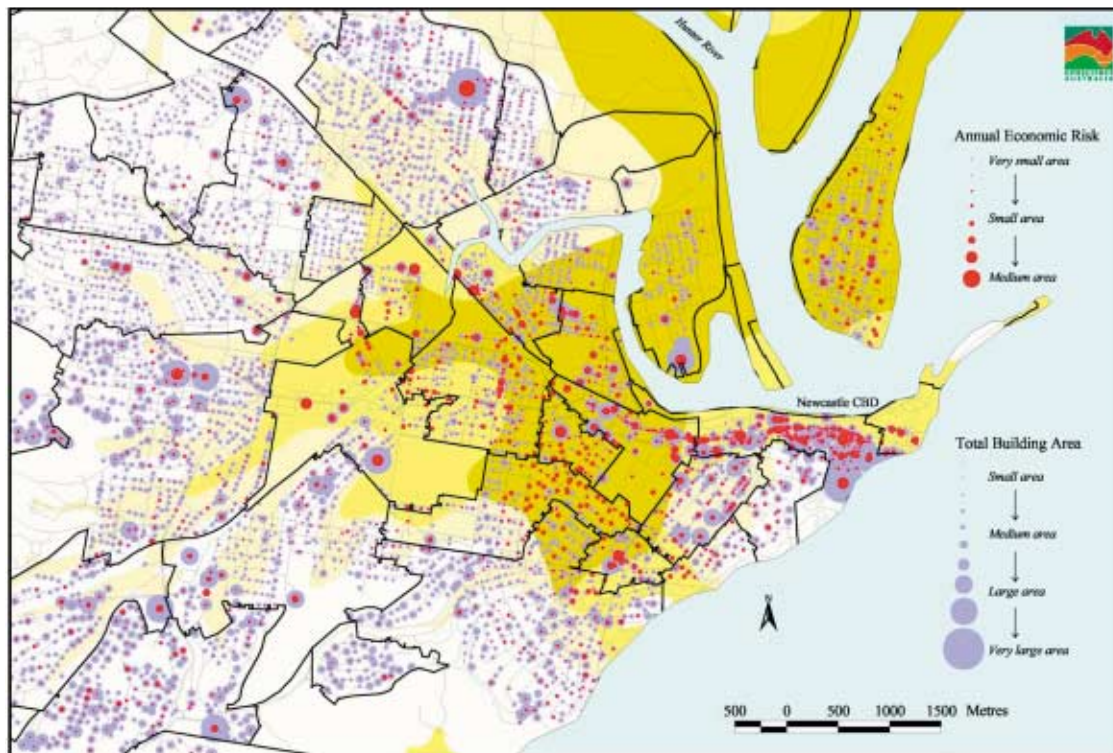 Hunter River
AUSTRALIA
Annual Economic Risk
Very small area
Small area
Medium area
Newcastle CBD
Total Building Area
Small area
Medium area
Large area
Very large area
N
500 0 500 1000 1500 Metres